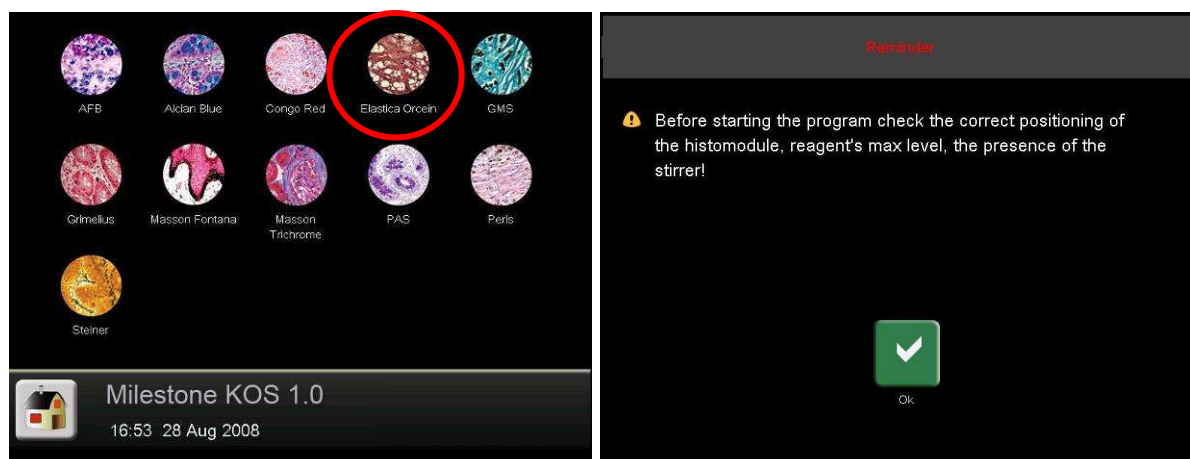 AFB
Alcian Blue
Congo Red
Elastica Orcein
GMS
Grimelius
Masson Fontana
Masson
Trichrome
PAS
Perls
Steiner
Milestone KOS 1.0
16:53 28 Aug 2008
Reminder
Before starting the program check the correct positioning of
the histomodule, reagent's max level, the presence of the
stirrer!
Ok